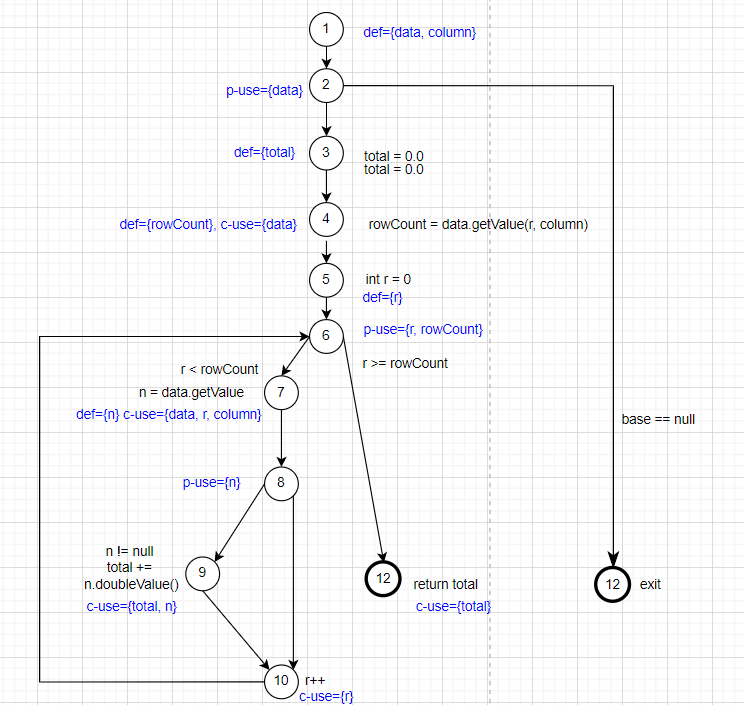 1
def={data, column}
2
p-use={data}
3
def={total}
total = 0.0
total = 0.0
4
def={rowCount}, c-use={data}
rowCount = data.getValue(r, column)
5
int r = 0
def={r}
6
p-use={r, rowCount}
r >= rowCount
r < rowCount
n = data.getValue
7
def={n} c-use={data, r, column}
base == null
8
p-use={n}
n != null
total +=
n.doubleValue()
9
c-use={total, n}
12
return total
c-use={total}
12
exit
10
r++
c-use={r}